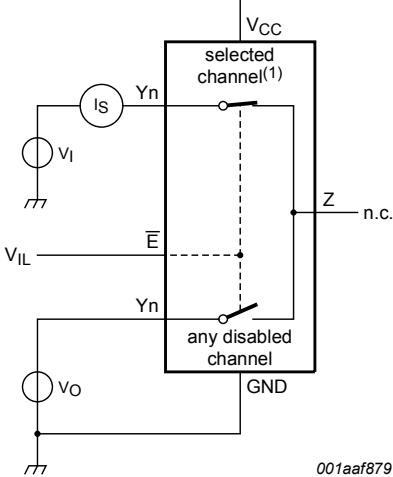 VCC
selected
channel(1)
Yn
IS
VI
Z
n.c.
E̅
VIL
Yn
any disabled
channel
VO
GND
001aaf879